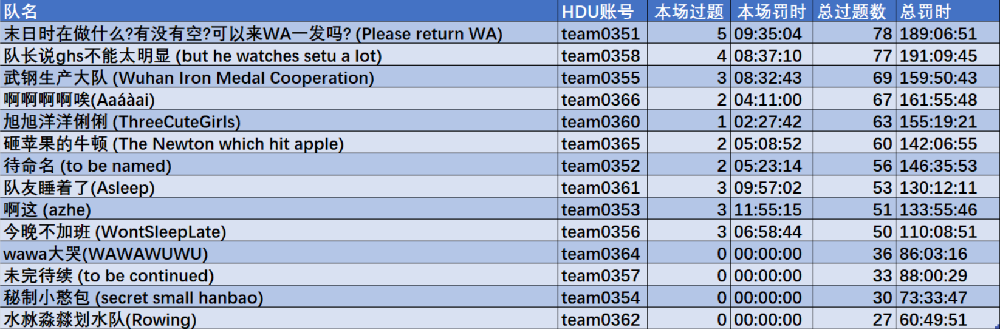 队名 HDU账号 本场过题 本场罚时 总过题数 总罚时
末日时在做什么?有没有空?可以来WA一发吗? (Please return WA) team0351 5 09:35:04 78 189:06:51
队长说ghs不能太明显 (but he watches setu a lot) team0358 4 08:37:10 77 191:09:45
武钢生产大队 (Wuhan Iron Medal Cooperation) team0355 3 08:32:43 69 159:50:43
啊啊啊啊唉(Aaáàai) team0366 2 04:11:00 67 161:55:48
旭旭洋洋俐俐 (ThreeCuteGirls) team0360 1 02:27:42 63 155:19:21
砸苹果的牛顿 (The Newton which hit apple) team0365 2 05:08:52 60 142:06:55
待命名 (to be named) team0352 2 05:23:14 56 146:35:53
队友睡着了(Asleep) team0361 3 09:57:02 53 130:12:11
啊这 (azhe) team0353 3 11:55:15 51 133:55:46
今晚不加班 (WontSleepLate) team0356 3 06:58:44 50 110:08:51
wawa大哭(WAWAWUWU) team0364 0 00:00:00 36 86:03:16
未完待续 (to be continued) team0357 0 00:00:00 33 88:00:29
秘制小憨包 (secret small hanbao) team0354 0 00:00:00 30 73:33:47
水沝淼㵘划水队(Rowing) team0362 0 00:00:00 27 60:49:51